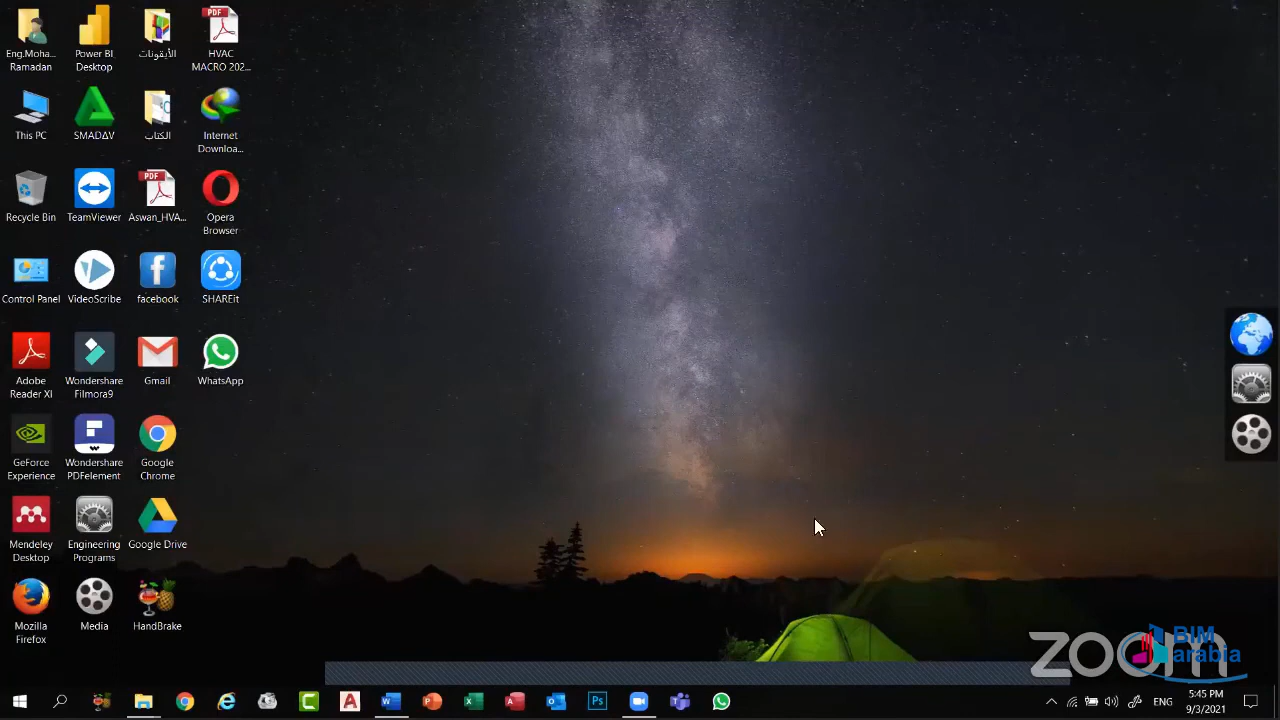 Eng.Moha...
Ramadan
Power BI
Desktop
الأيقونات
PDF
HVAC
MACRO 202...
This PC
SMADAV
الكتاب
Internet
Downloa...
Recycle Bin
TeamViewer
PDF
Aswan_HVA...
Opera
Browser
Control Panel
VideoScribe
facebook
SHAREit
Adobe
Reader XI
Wondershare
Filmora9
Gmail
WhatsApp
GeForce
Experience
Wondershare
PDFelement
Google
Chrome
Mendeley
Desktop
Engineering
Programs
Google Drive
Mozilla
Firefox
Media
HandBrake
zoom
BIM
arabia
Ps
ENG
5:45 PM
9/3/2021